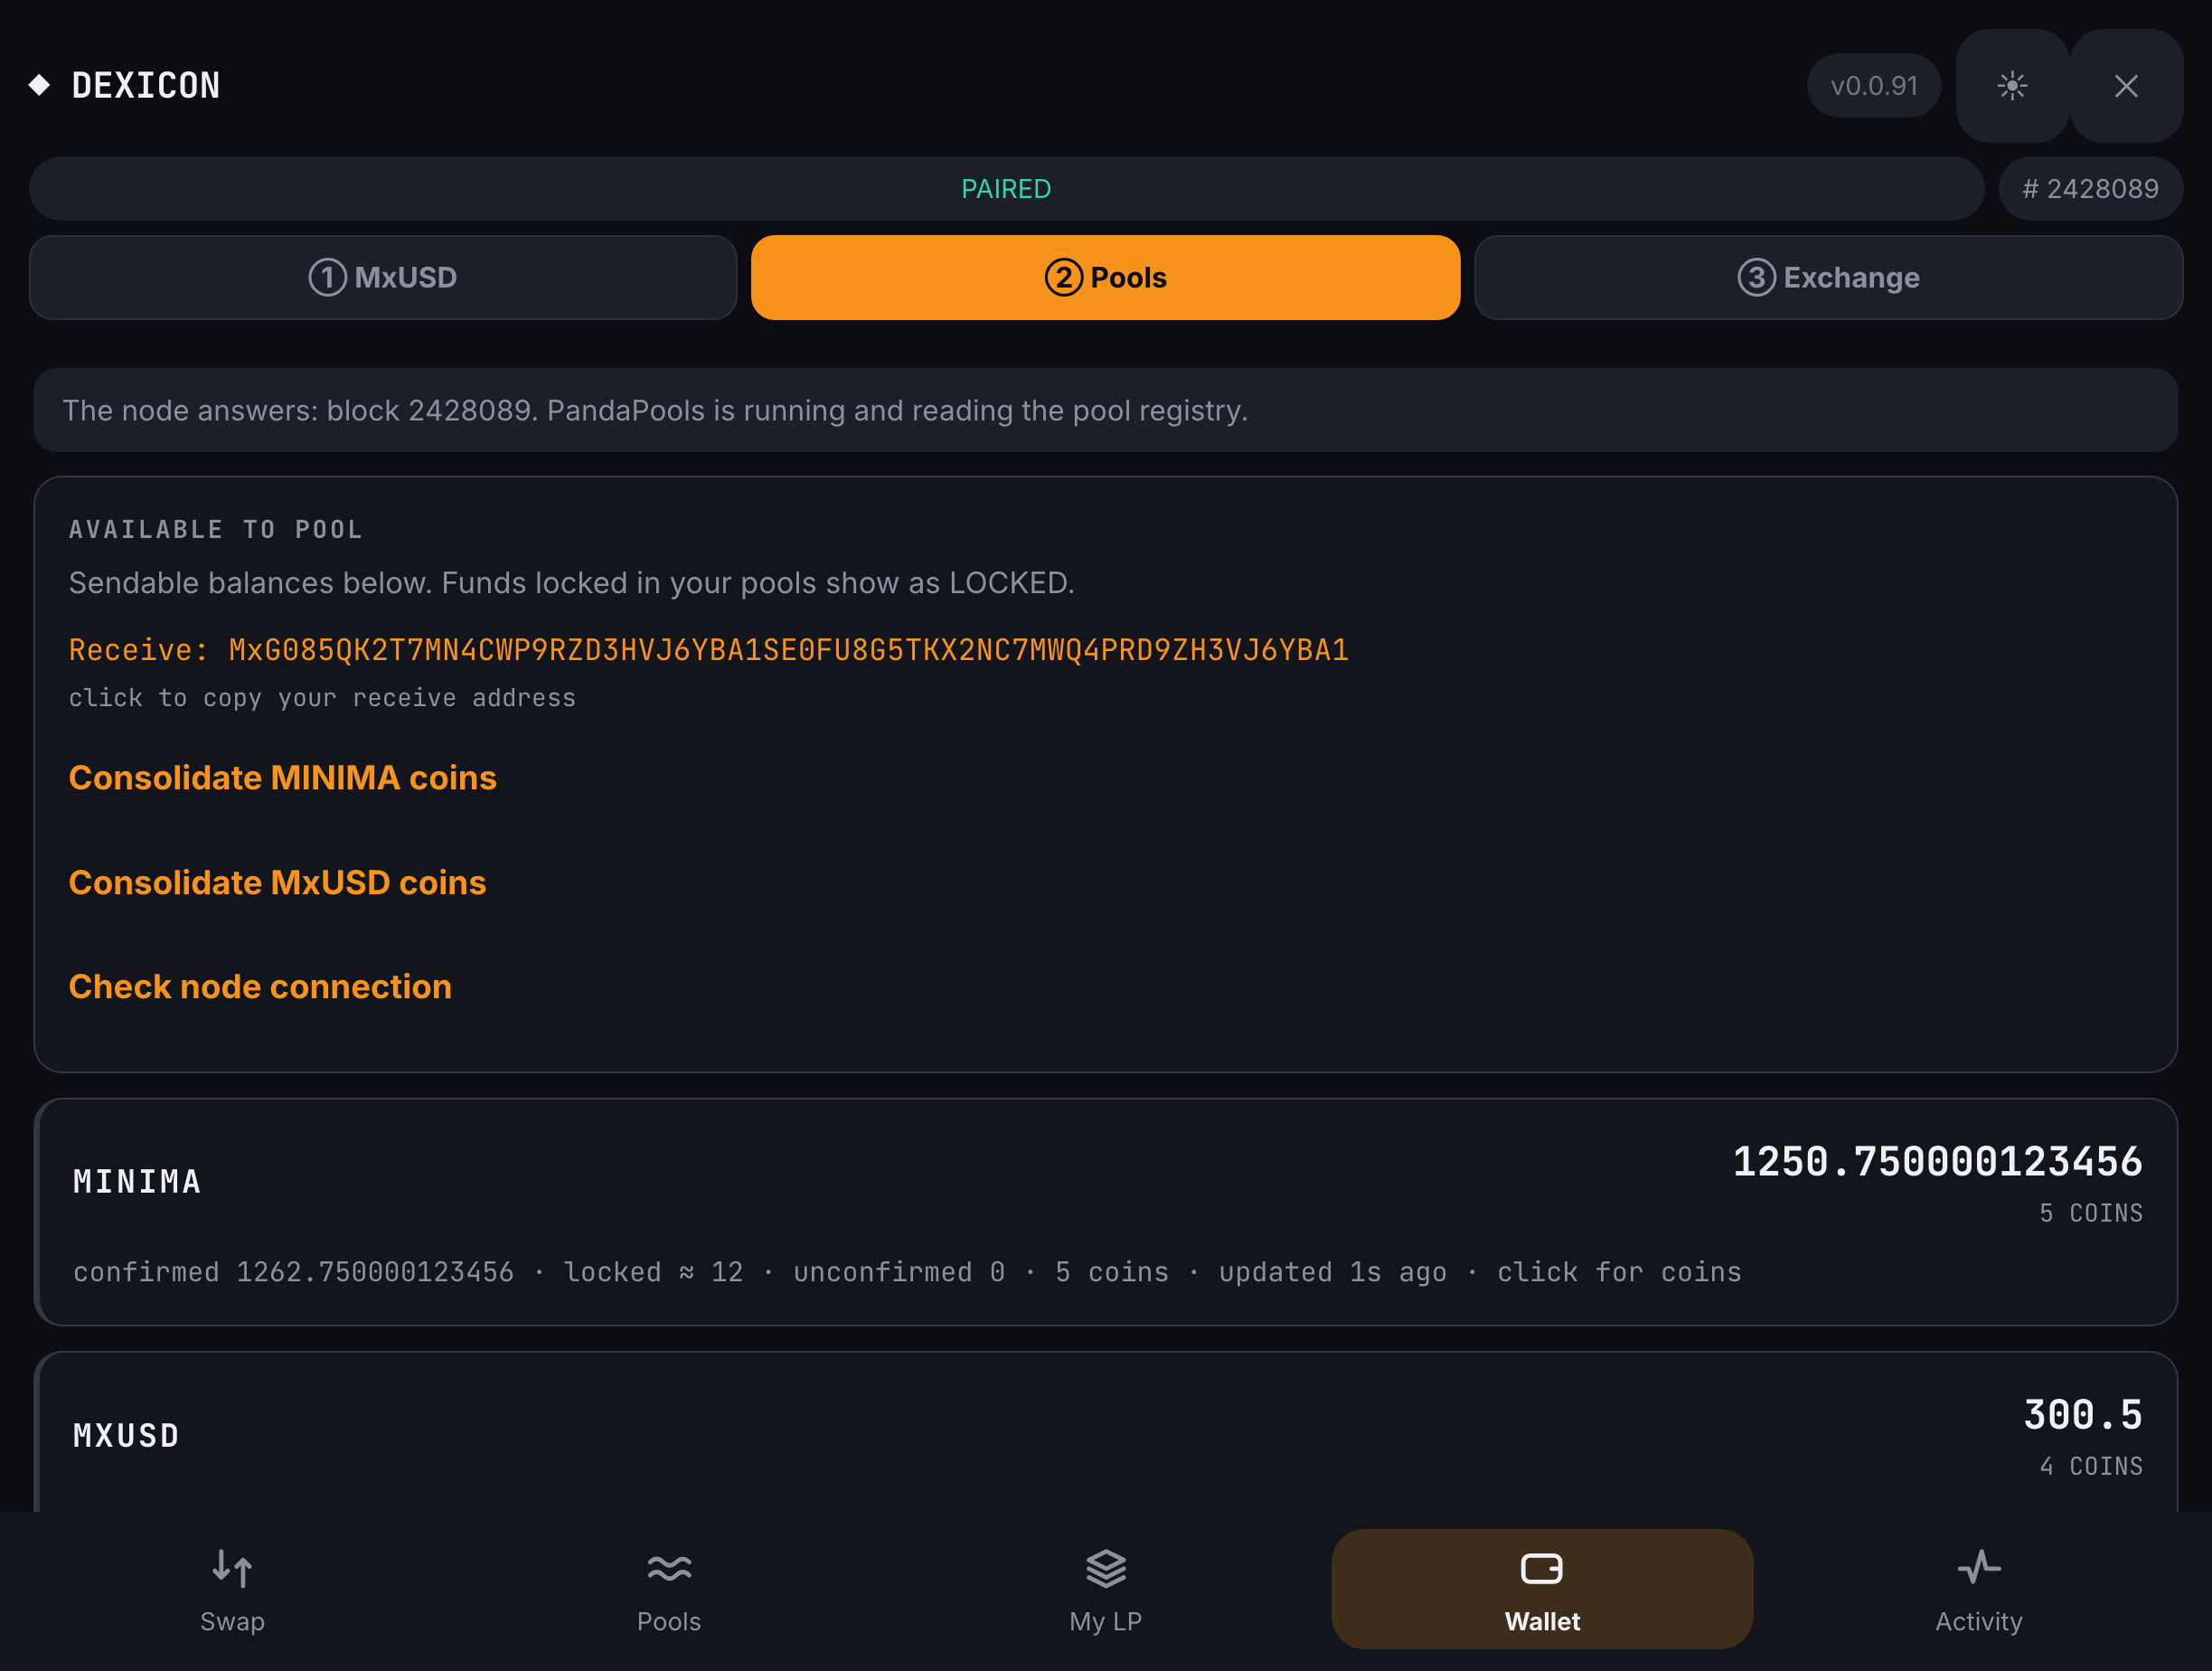 ◆ DEXICON
v0.0.91
PAIRED
# 2428089
① MxUSD
② Pools
③ Exchange
The node answers: block 2428089. PandaPools is running and reading the pool registry.
AVAILABLE TO POOL
Sendable balances below. Funds locked in your pools show as LOCKED.
Receive: MxG085QK2T7MN4CWP9RZD3HVJ6YBA1SE0FU8G5TKX2NC7MWQ4PRD9ZH3VJ6YBA1
click to copy your receive address
Consolidate MINIMA coins
Consolidate MxUSD coins
Check node connection
MINIMA
1250.750000123456
5 COINS
confirmed 1262.750000123456 · locked ≈ 12 · unconfirmed 0 · 5 coins · updated 1s ago · click for coins
MXUSD
300.5
4 COINS
Swap
Pools
My LP
Wallet
Activity